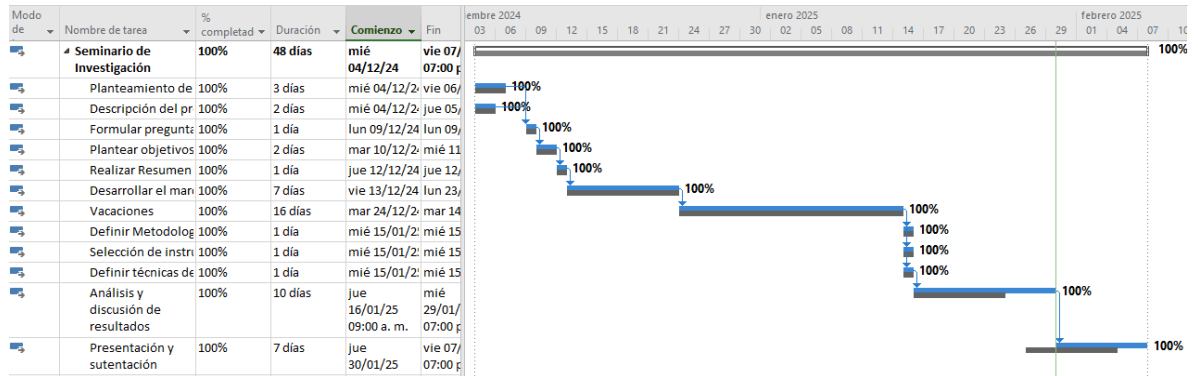 Modo de
Nombre de tarea
% completad
Duración
Comienzo
Fin
embre 2024
enero 2025
febrero 2025
03 06 09 12 15 18 21 24 27 30 02 05 08 11 14 17 20 23 26 29 01 04 07 10
Seminario de Investigación 100% 48 días mié 04/12/24 vie 07/ 07:00 p
100%
Planteamiento de 100% 3 días mié 04/12/2 vie 06/
100%
Descripción del pr 100% 2 días mié 04/12/2 jue 05/
100%
Formular pregunta 100% 1 día lun 09/12/24 lun 09/
100%
Plantear objetivos 100% 2 días mar 10/12/2 mié 11
100%
Realizar Resumen 100% 1 día jue 12/12/24 jue 12/
100%
Desarrollar el mar 100% 7 días vie 13/12/24 lun 23/
100%
Vacaciones 100% 16 días mar 24/12/2 mar 14
100%
Definir Metodolog 100% 1 día mié 15/01/2 mié 15
100%
Selección de instru 100% 1 día mié 15/01/2 mié 15
100%
Definir técnicas de 100% 1 día mié 15/01/2 mié 15
100%
Análisis y discusión de resultados 100% 10 días jue 16/01/25 09:00 a. m. mié 29/01/ 07:00 p
100%
Presentación y sutentación 100% 7 días jue 30/01/25 vie 07/ 07:00 p
100%